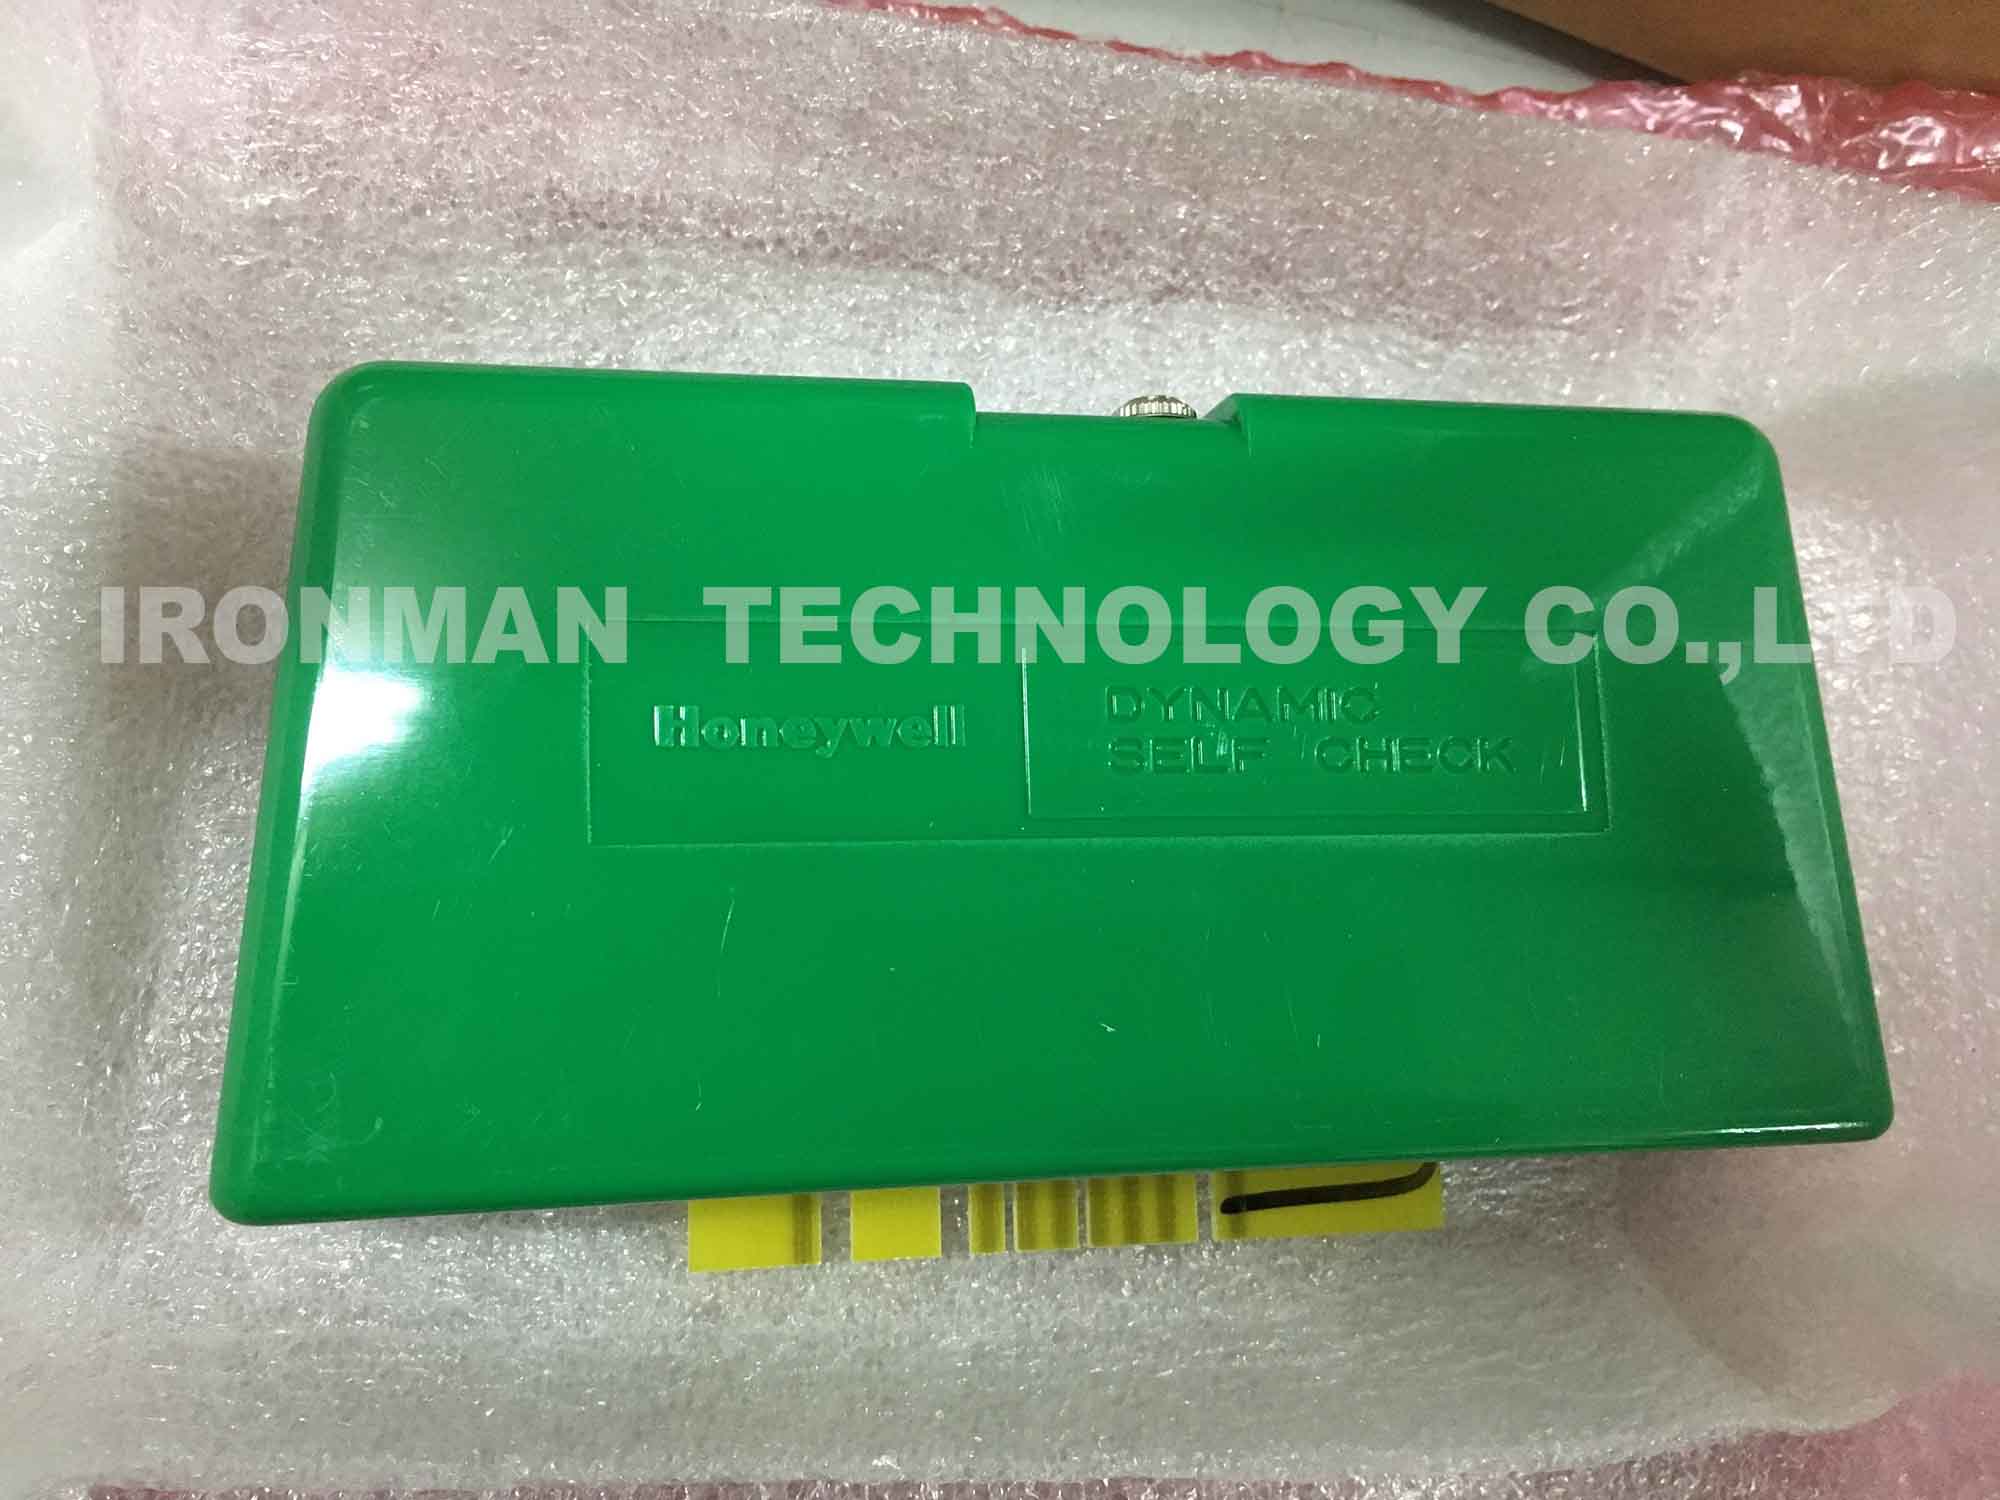 IRONMAN TECHNOLOGY CO.,LTD
Honeywell
DYNAMIC
SELF CHECK